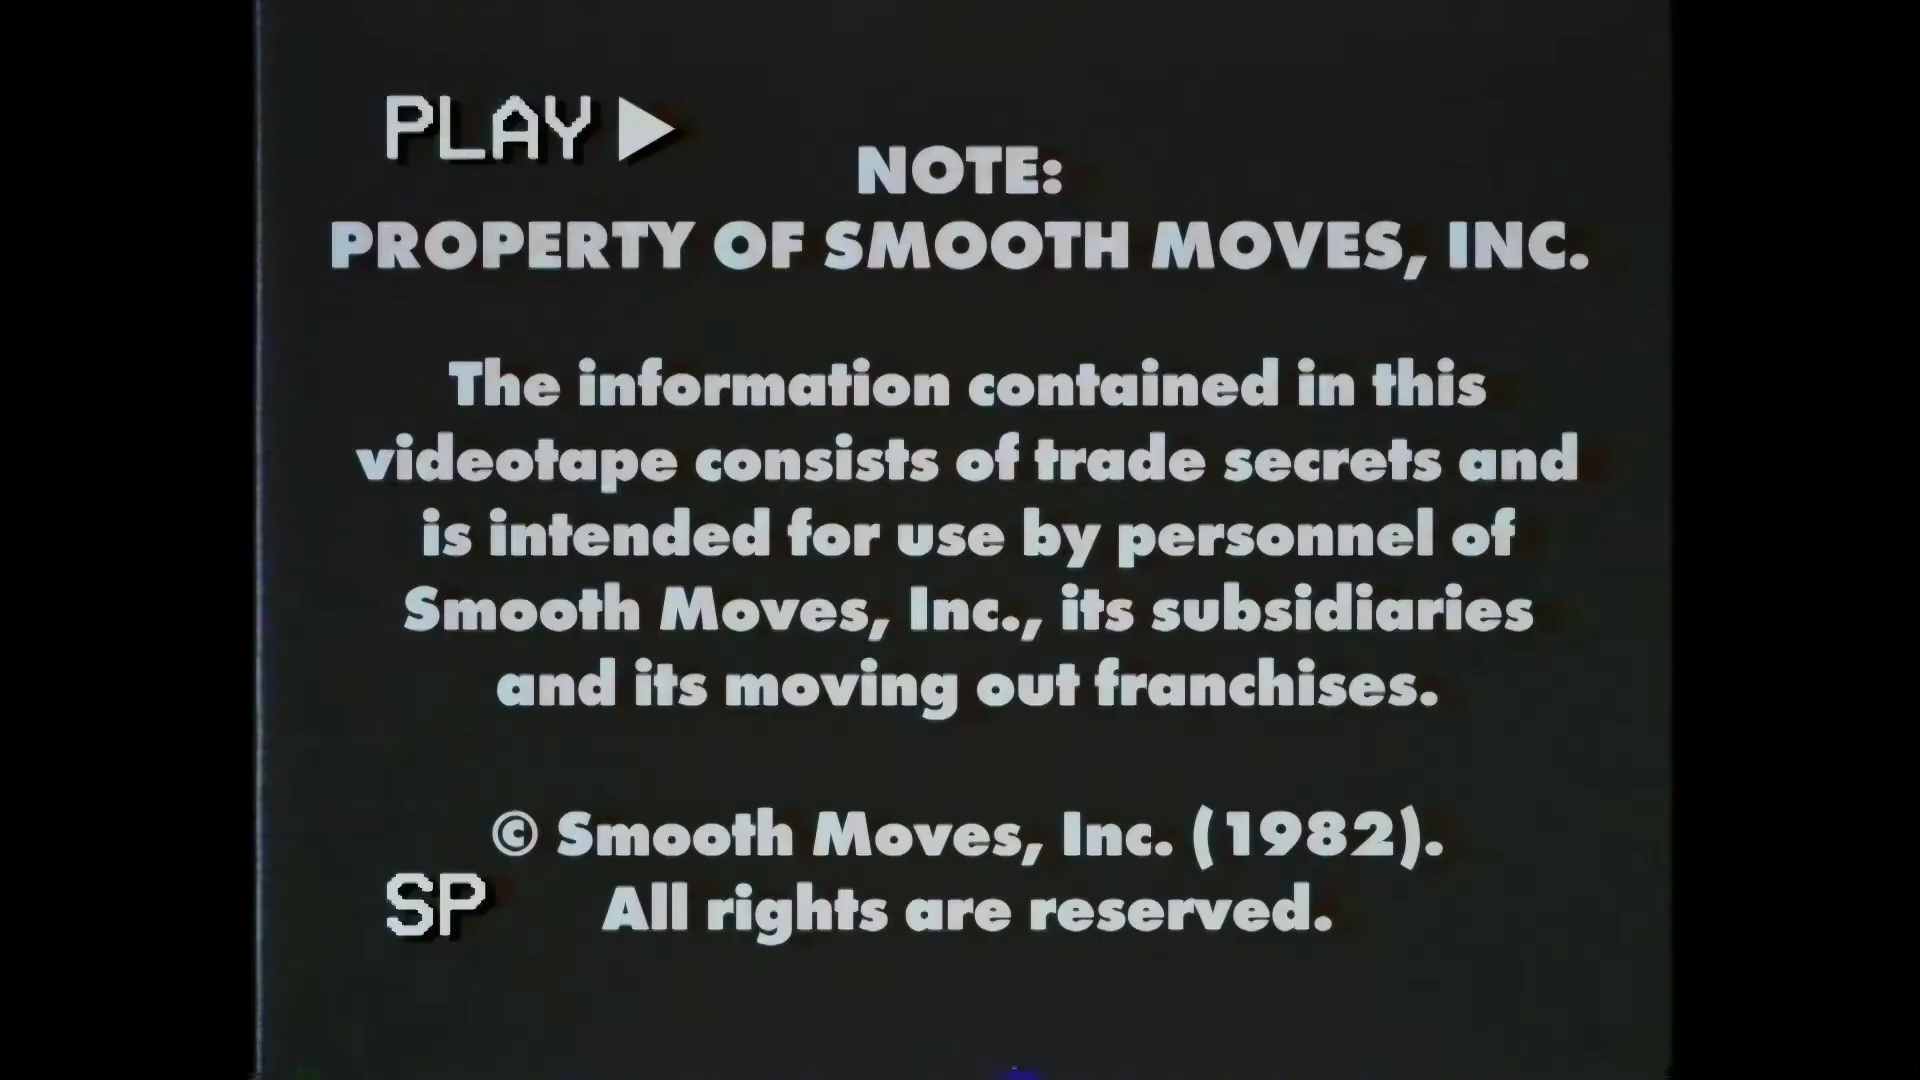 PLAY ▶
NOTE:
PROPERTY OF SMOOTH MOVES, INC.
The information contained in this
videotape consists of trade secrets and
is intended for use by personnel of
Smooth Moves, Inc., its subsidiaries
and its moving out franchises.
© Smooth Moves, Inc. (1982).
SP
All rights are reserved.